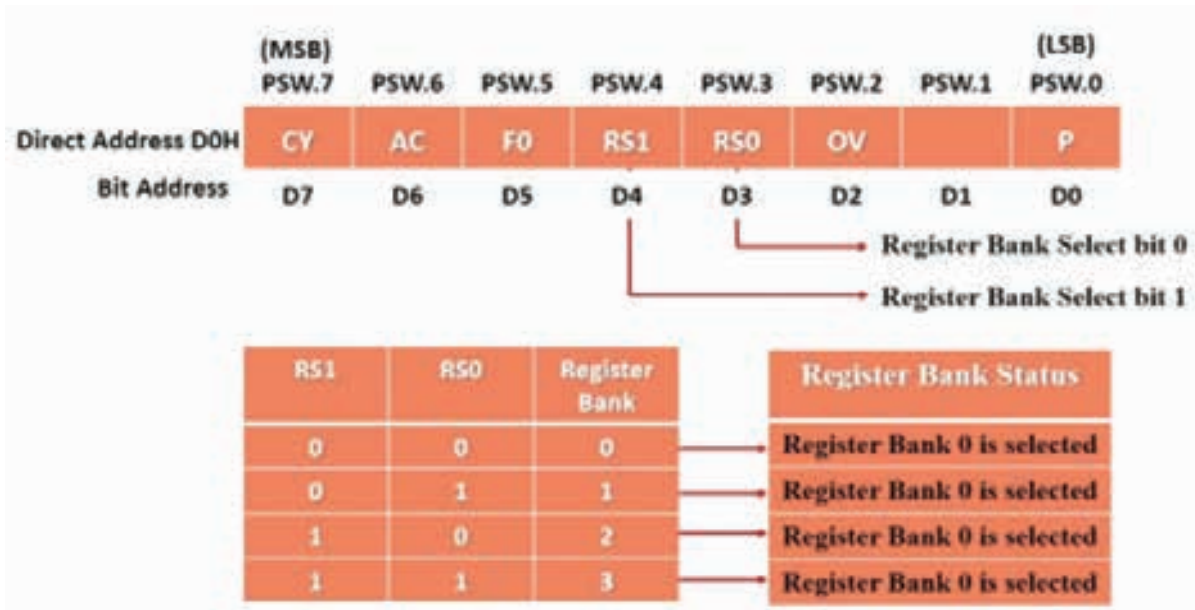 (MSB) (LSB)
PSW.7 PSW.6 PSW.5 PSW.4 PSW.3 PSW.2 PSW.1 PSW.0
Direct Address D0H CY AC F0 RS1 RS0 OV P
Bit Address D7 D6 D5 D4 D3 D2 D1 D0
Register Bank Select bit 0
Register Bank Select bit 1
RS1 RS0 Register Bank Register Bank Status
0 0 0 Register Bank 0 is selected
0 1 1 Register Bank 0 is selected
1 0 2 Register Bank 0 is selected
1 1 3 Register Bank 0 is selected